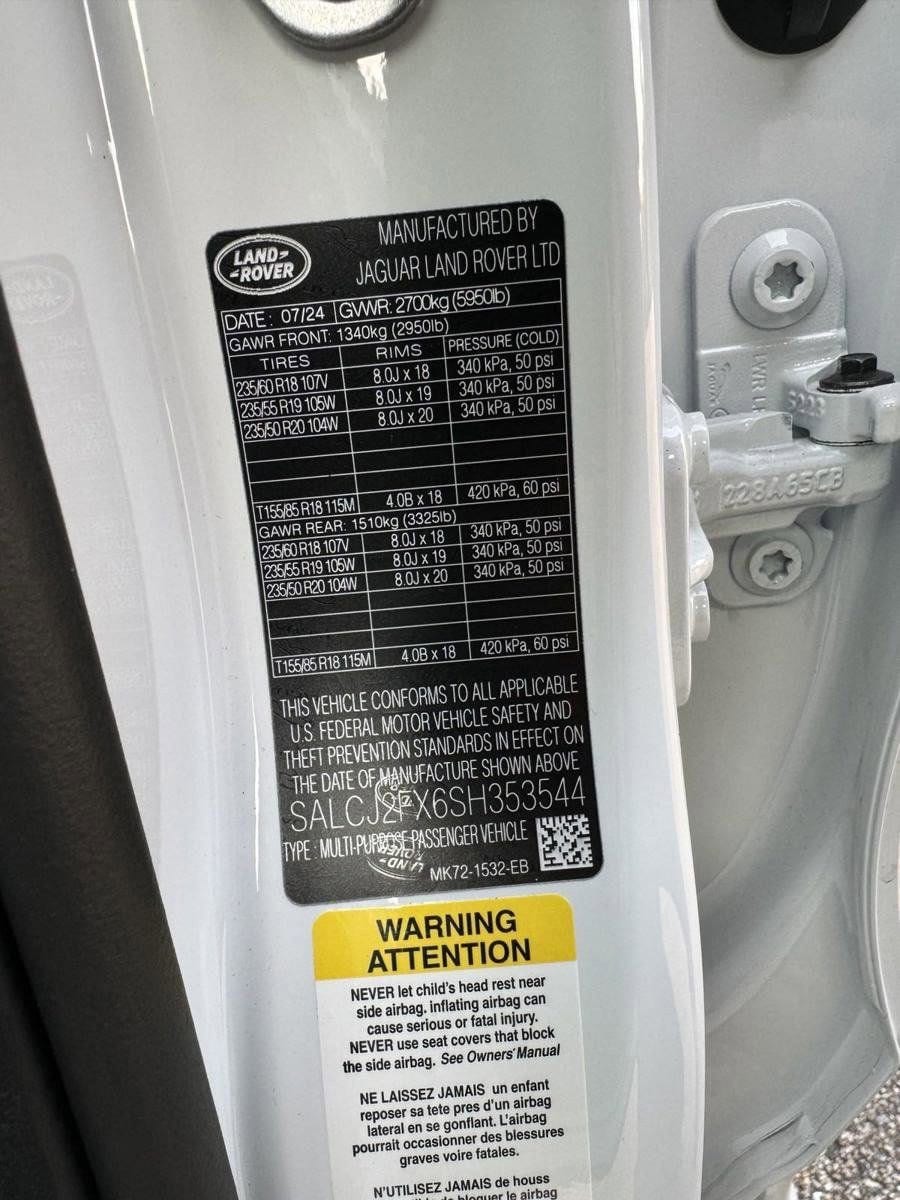 LAND-
-ROVER
MANUFACTURED BY
JAGUAR LAND ROVER LTD
DATE: 07/24 GVWR: 2700kg (5950lb)
GAWR FRONT: 1340kg (2950lb)
TIRES RIMS PRESSURE (COLD)
235/60 R18 107V 8.0J x 18 340 kPa, 50 psi
235/55 R19 105W 8.0J x 19 340 kPa, 50 psi
235/50 R20 104W 8.0J x 20 340 kPa, 50 psi
T155/85 R18 115M 4.0B x 18 420 kPa, 60 psi
GAWR REAR: 1510kg (3325lb)
235/60 R18 107V 8.0J x 18 340 kPa, 50 psi
235/55 R19 105W 8.0J x 19 340 kPa, 50 psi
235/50 R20 104W 8.0J x 20 340 kPa, 50 psi
T155/85 R18 115M 4.0B x 18 420 kPa, 60 psi
THIS VEHICLE CONFORMS TO ALL APPLICABLE
U.S. FEDERAL MOTOR VEHICLE SAFETY AND
THEFT PREVENTION STANDARDS IN EFFECT ON
THE DATE OF MANUFACTURE SHOWN ABOVE
SALCJ2FX6SH353544
TYPE : MULTI-PURPOSE PASSENGER VEHICLE
LAND-
-ROVER
MK72-1532-EB
WARNING
ATTENTION
NEVER let child's head rest near
side airbag. inflating airbag can
cause serious or fatal injury.
NEVER use seat covers that block
the side airbag. See Owners' Manual
NE LAISSEZ JAMAIS un enfant
reposer sa tete pres d'un airbag
lateral en se gonflant. L'airbag
pourrait occasionner des blessures
graves voire fatales.
N'UTILISEZ JAMAIS de houss
de bloquer le airbag
LWR
5223
228A65CB